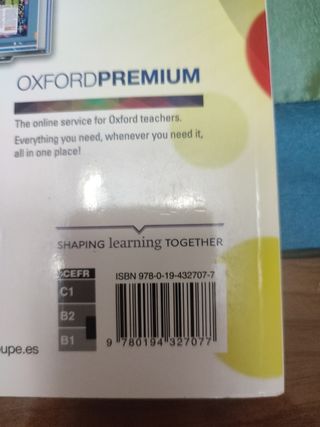 OXFORDPREMIUM
The online service for Oxford teachers.
Everything you need, whenever you need it,
all in one place!
SHAPING learning TOGETHER
CEFR
ISBN 978-0-19-432707-7
C1
B2
B1
oupe.es
9 780194 327077